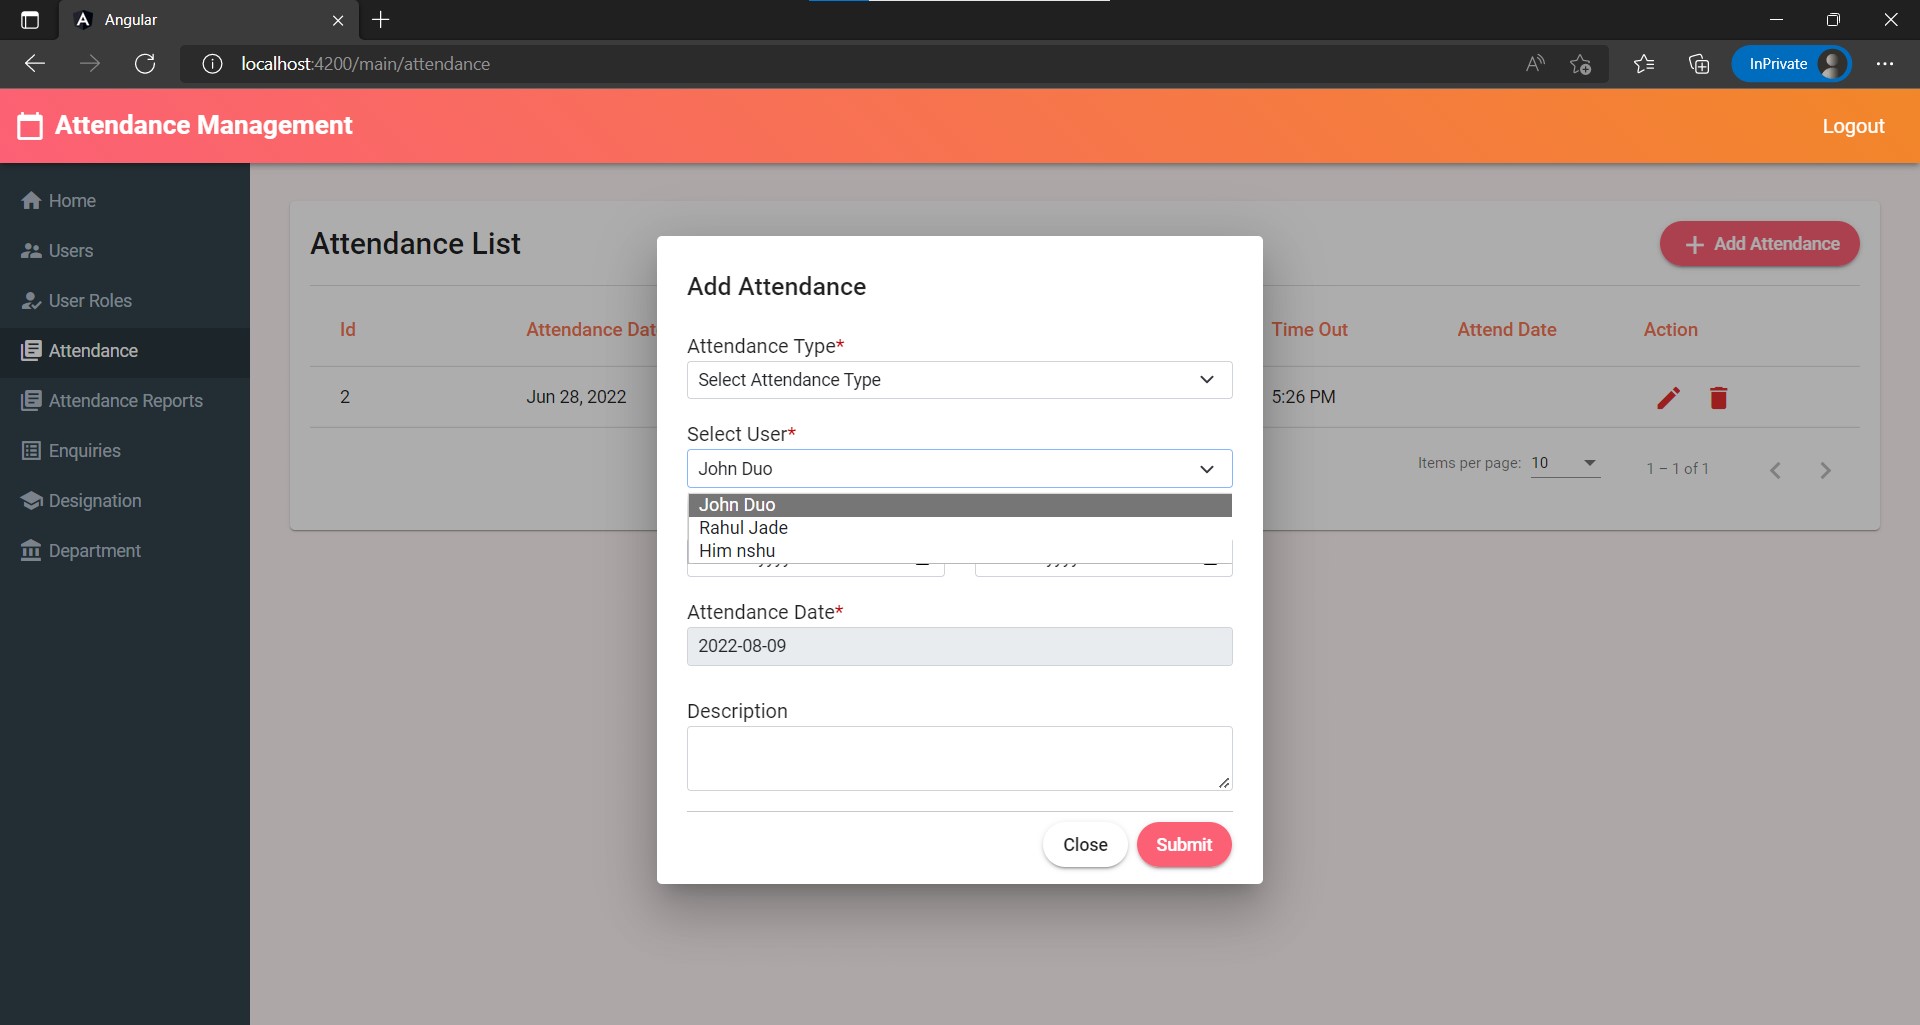 Angular
localhost:4200/main/attendance
InPrivate
Attendance Management
Logout
Home
Users
User Roles
Attendance
Attendance Reports
Enquiries
Designation
Department
Attendance List
Add Attendance
Id
Attendance Dat
Time Out
Attend Date
Action
2
Jun 28, 2022
5:26 PM
Items per page:
10
1 – 1 of 1
Add Attendance
Attendance Type*
Select Attendance Type
Select User*
John Duo
John Duo
Rahul Jade
Him nshu
Attendance Date*
2022-08-09
Description
Close
Submit